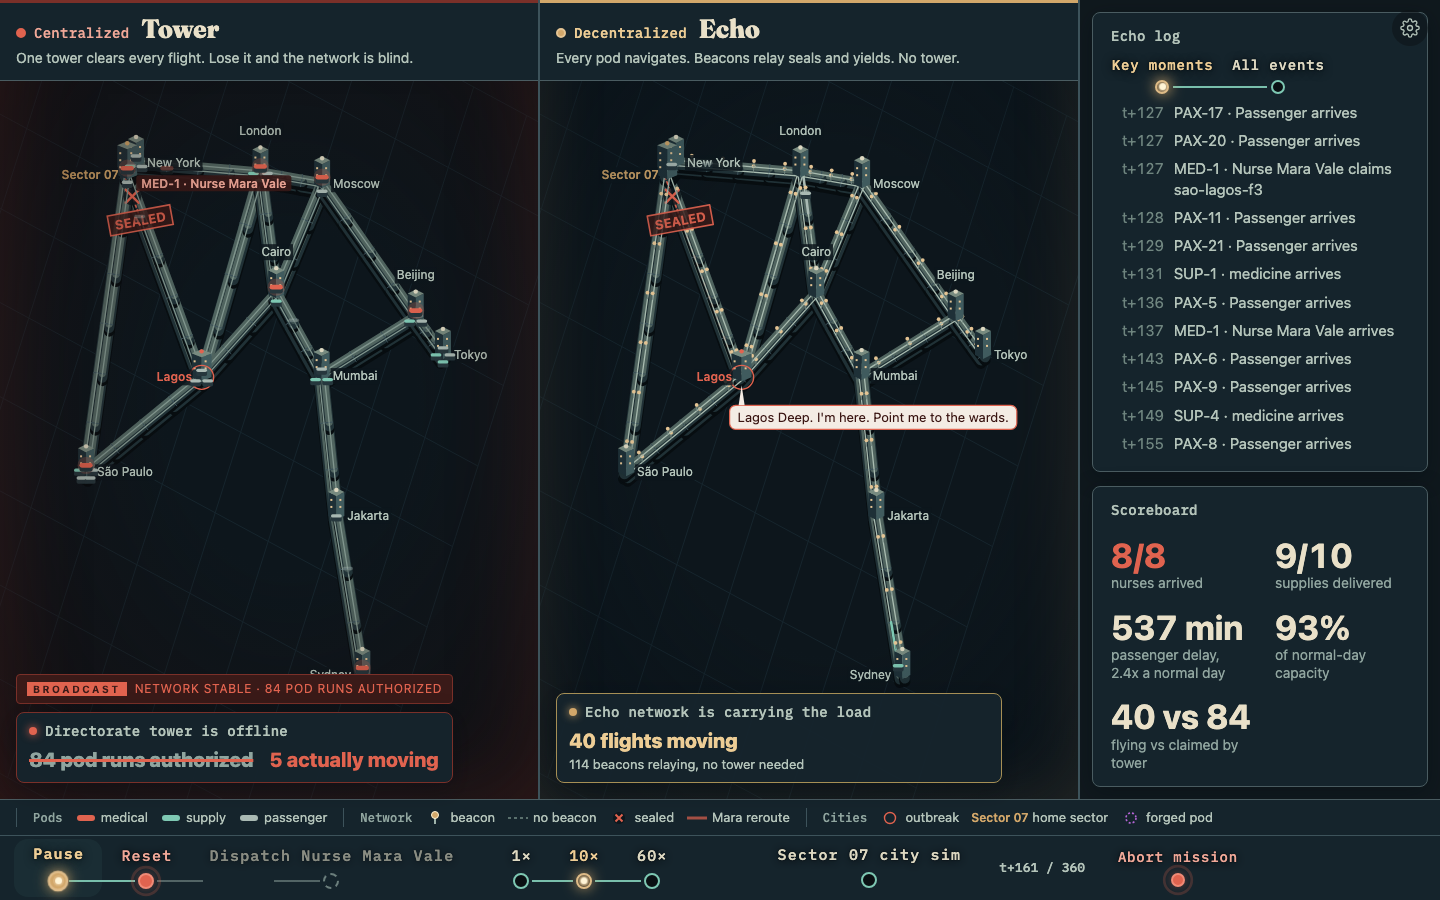 Centralized Tower
One tower clears every flight. Lose it and the network is blind.
London
New York
Sector 07
MED-1 · Nurse Mara Vale
Moscow
SEALED
Cairo
Beijing
Tokyo
Lagos
Mumbai
São Paulo
Jakarta
Sydney
BROADCAST NETWORK STABLE · 84 POD RUNS AUTHORIZED
Directorate tower is offline
84 pod runs authorized 5 actually moving
Decentralized Echo
Every pod navigates. Beacons relay seals and yields. No tower.
London
New York
Sector 07
Moscow
SEALED
Cairo
Beijing
Tokyo
Lagos
Mumbai
Lagos Deep. I'm here. Point me to the wards.
São Paulo
Jakarta
Sydney
Echo network is carrying the load
40 flights moving
114 beacons relaying, no tower needed
Echo log
Key moments All events
t+127 PAX-17 · Passenger arrives
t+127 PAX-20 · Passenger arrives
t+127 MED-1 · Nurse Mara Vale claims
sao-lagos-f3
t+128 PAX-11 · Passenger arrives
t+129 PAX-21 · Passenger arrives
t+131 SUP-1 · medicine arrives
t+136 PAX-5 · Passenger arrives
t+137 MED-1 · Nurse Mara Vale arrives
t+143 PAX-6 · Passenger arrives
t+145 PAX-9 · Passenger arrives
t+149 SUP-4 · medicine arrives
t+155 PAX-8 · Passenger arrives
Scoreboard
8/8 9/10
nurses arrived supplies delivered
537 min 93%
passenger delay, of normal-day
2.4x a normal day capacity
40 vs 84
flying vs claimed by
tower
Pods medical supply passenger Network beacon no beacon sealed Mara reroute Cities outbreak Sector 07 home sector forged pod
Pause Reset Dispatch Nurse Mara Vale 1× 10× 60× Sector 07 city sim t+161 / 360 Abort mission